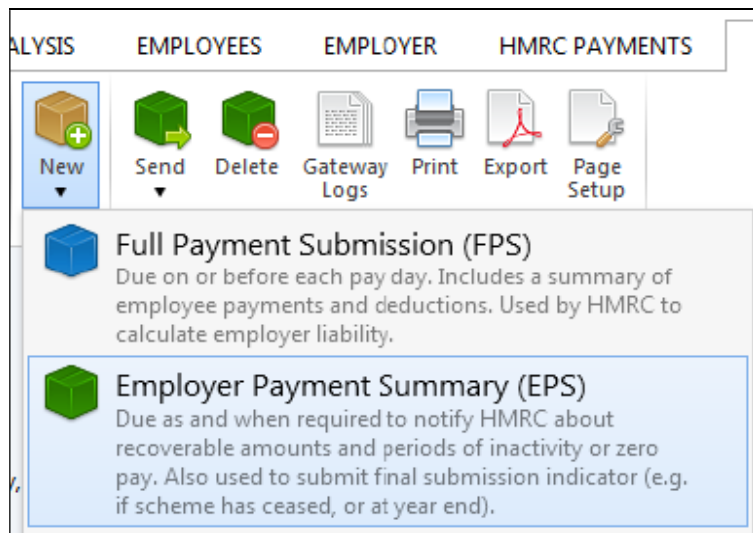 ALYSIS EMPLOYEES EMPLOYER HMRC PAYMENTS
New Send Delete Gateway Logs Print Export Page Setup
Full Payment Submission (FPS)
Due on or before each pay day. Includes a summary of
employee payments and deductions. Used by HMRC to
calculate employer liability.
Employer Payment Summary (EPS)
Due as and when required to notify HMRC about
recoverable amounts and periods of inactivity or zero
pay. Also used to submit final submission indicator (e.g.
if scheme has ceased, or at year end).